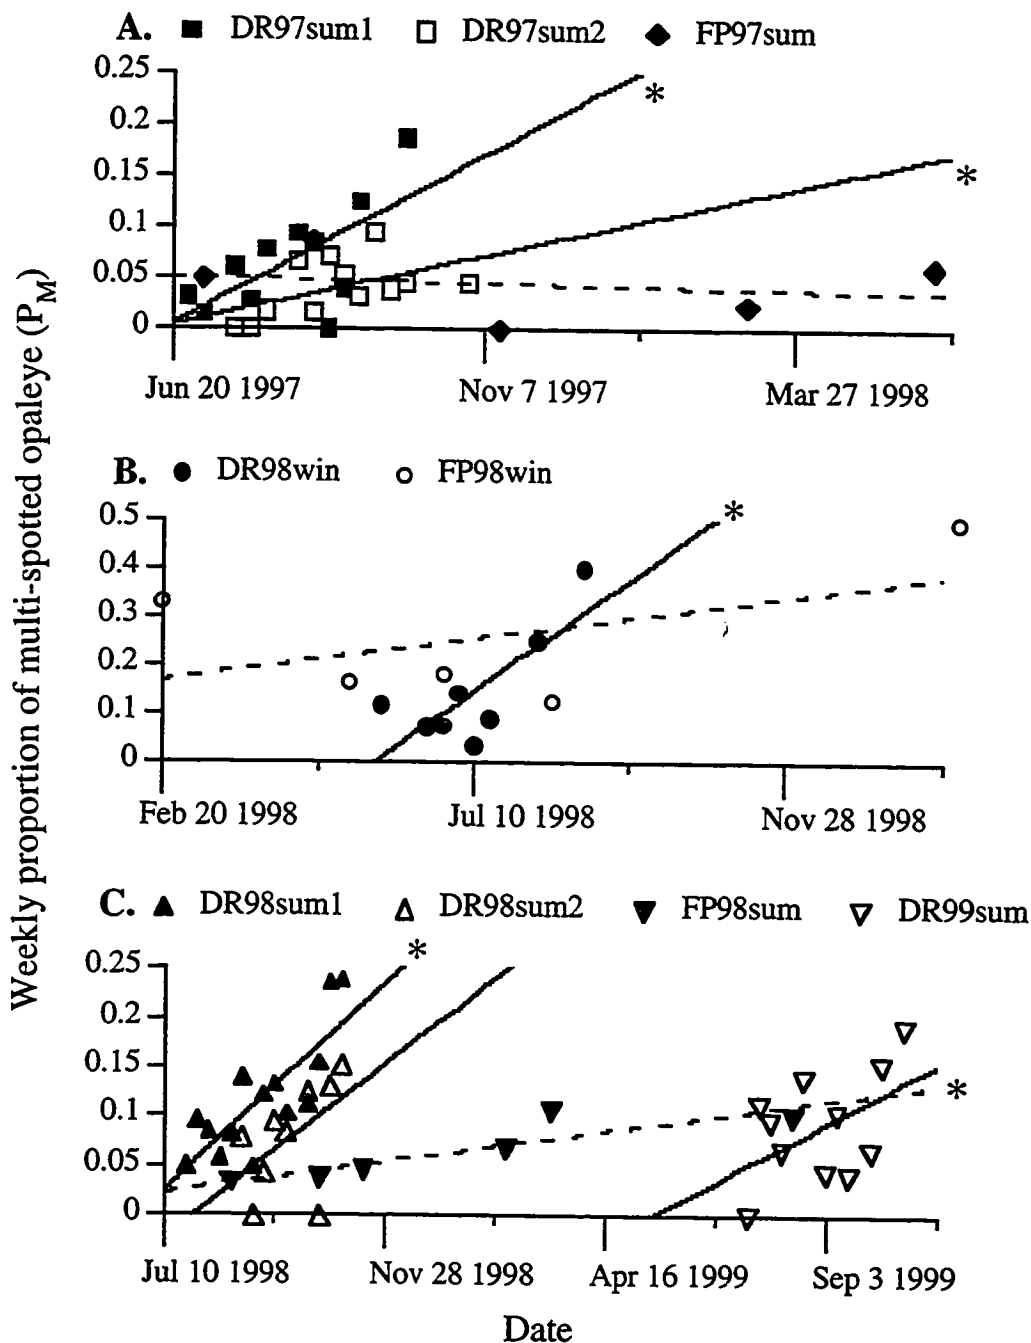 A. DR97sum1 DR97sum2 FP97sum
0.25
*
0.2
0.15
*
0.1
0.05
0
Jun 20 1997 Nov 7 1997 Mar 27 1998
B. DR98win FP98win
0.5
*
0.4
0.3
0.2
0.1
0
Feb 20 1998 Jul 10 1998 Nov 28 1998
C. DR98sum1 DR98sum2 FP98sum DR99sum
*
0.25
0.2
0.15
0.1
*
0.05
0
Jul 10 1998 Nov 28 1998 Apr 16 1999 Sep 3 1999
Date
Weekly proportion of multi-spotted opaleye (PM)